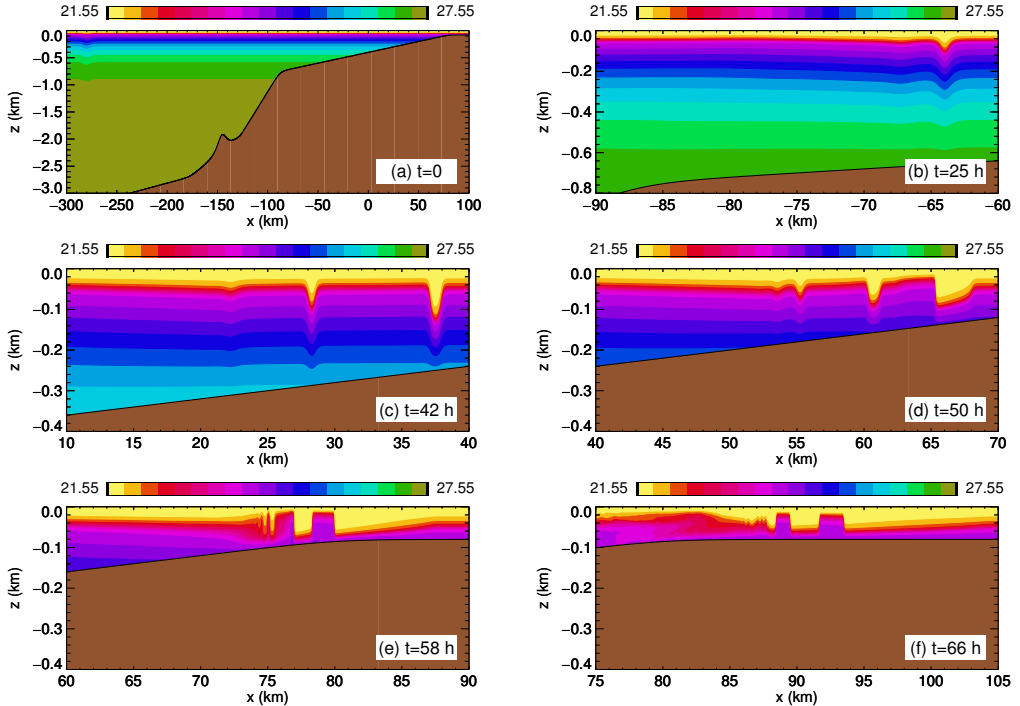 21.55 27.55 21.55 27.55
0.0 0.0
−0.5 −0.2
−1.0
z (km) −1.5 z (km) −0.4
−2.0
−2.5 −0.6
(a) t=0 (b) t=25 h
−3.0 −0.8
−300 −250 −200 −150 −100 −50 0 50 100 −90 −85 −80 −75 −70 −65 −60
x (km) x (km)
21.55 27.55 21.55 27.55
0.0 0.0
−0.1 −0.1
z (km) −0.2 z (km) −0.2
−0.3 −0.3
(c) t=42 h (d) t=50 h
−0.4 −0.4
10 15 20 25 30 35 40 40 45 50 55 60 65 70
x (km) x (km)
21.55 27.55 21.55 27.55
0.0 0.0
−0.1 −0.1
z (km) −0.2 z (km) −0.2
−0.3 −0.3
(e) t=58 h (f) t=66 h
−0.4 −0.4
60 65 70 75 80 85 90 75 80 85 90 95 100 105
x (km) x (km)